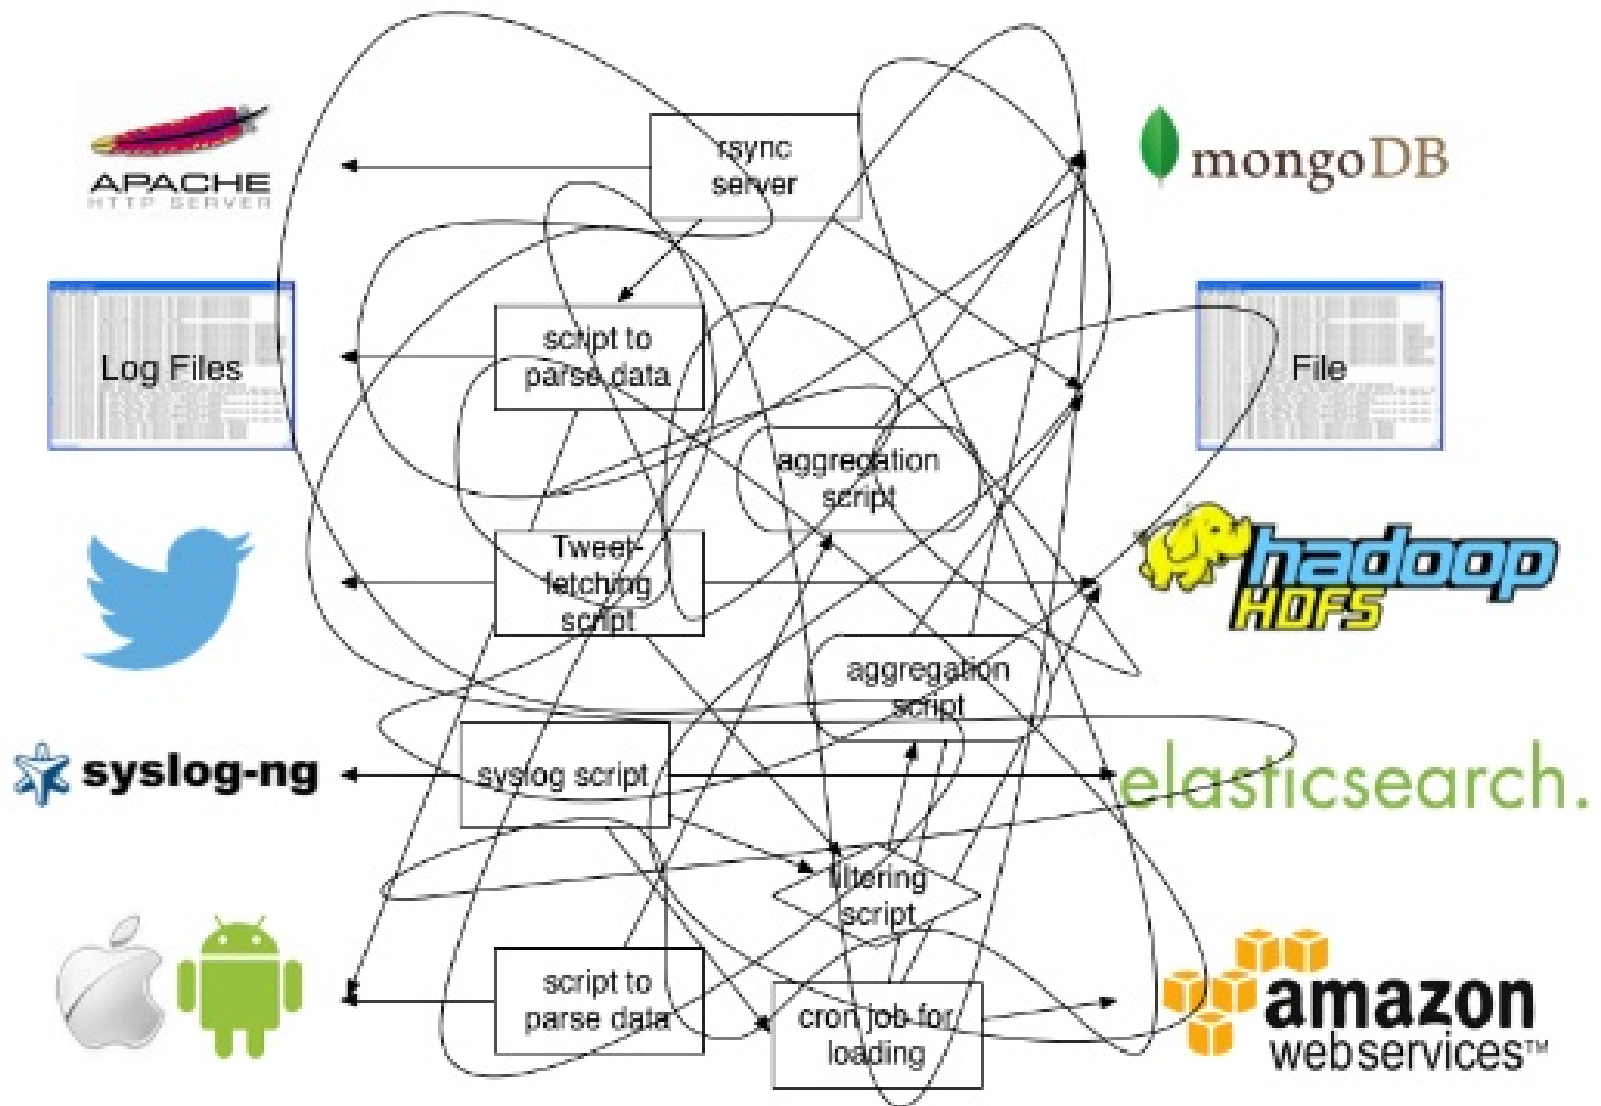 APACHE
HTTP SERVER
rsync
server
mongoDB
Log Files
script to
parse data
File
aggregation
script
Tweet-
fetching
script
hadoop
HDFS
aggregation
script
syslog-ng
syslog script
elasticsearch.
filtering
script
script to
parse data
cron job for
loading
amazon
webservices™